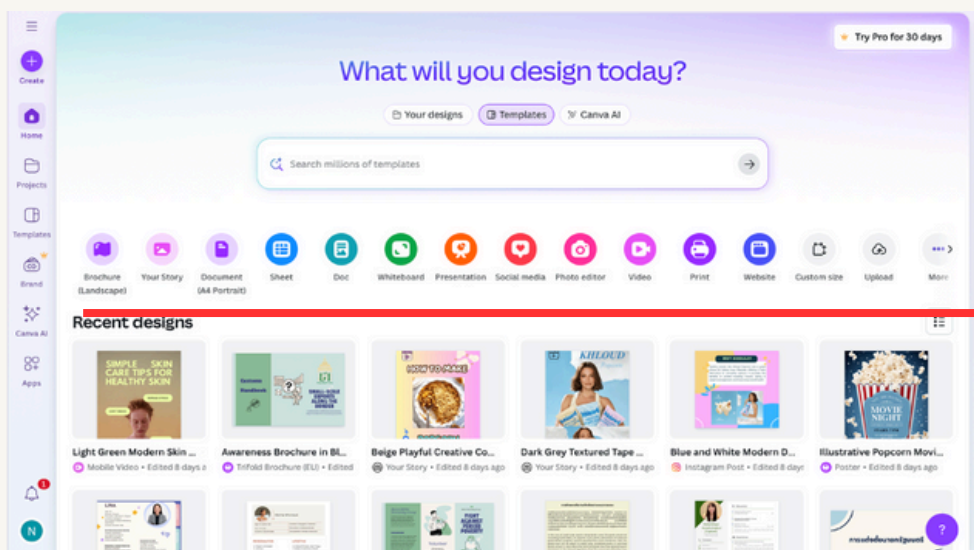 Try Pro for 30 days
Create
Home
Projects
Templates
Brand
Canva AI
Apps
1
N
What will you design today?
Your designs
Templates
Canva AI
Search millions of templates
Brochure (Landscape)
Your Story
Document (A4 Portrait)
Sheet
Doc
Whiteboard
Presentation
Social media
Photo editor
Video
Print
Website
Custom size
Upload
More
Recent designs
SIMPLE SKIN
CARE TIPS FOR
HEALTHY SKIN
Light Green Modern Skin ...
Mobile Video • Edited 8 days a
Awareness Brochure in Bl...
Trifold Brochure (EU) • Edited
HOW TO MAKE
Beige Playful Creative Co...
Your Story • Edited 8 days ago
KHLOUD
Dark Grey Textured Tape ...
Your Story • Edited 8 days ago
Blue and White Modern D...
Instagram Post • Edited 8 days
MOVIE
NIGHT
Illustrative Popcorn Movi...
Poster • Edited 8 days ago
FIGHT
AGAINST
PERIOD
POVERTY
?